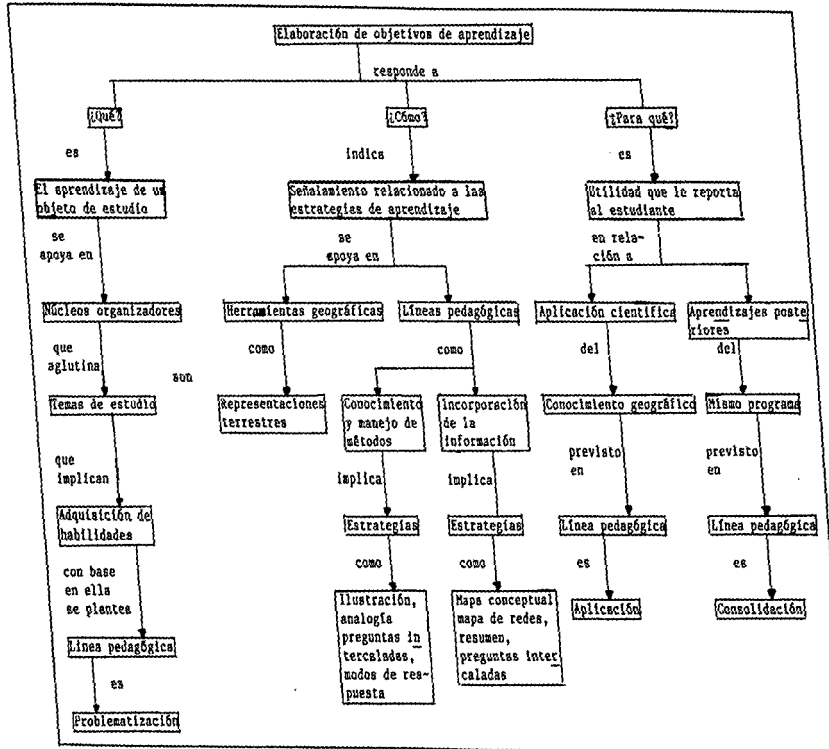 Elaboración de objetivos de aprendizaje
responde a
¿Qué?
¿Cómo?
¿Para qué?
es
indica
es
El aprendizaje de un
objeto de estudio
Señalamiento relacionado a las
estrategias de aprendizaje
Utilidad que le reporta
al estudiante
se
apoya en
se
apoya en
en rela-
ción a
Núcleos organizadores
Herramientas geográficas
Líneas pedagógicas
Aplicación científica
Aprendizajes poste
riores
que
aglutina
son
como
como
del
del
Temas de estudio
Representaciones
terrestres
Conocimiento
y manejo de
métodos
Incorporación
de la
información
Conocimiento geográfico
Mismo programa
que
implican
implica
implica
previsto
en
previsto
en
Adquisición de
habilidades
Estrategias
Estrategias
Línea pedagógica
Línea pedagógica
con base
en ella
se plantea
como
como
es
es
Ilustración,
analogía
preguntas in
tercaladas,
modos de res-
puesta
Mapa conceptual
mapa de redes,
resumen,
preguntas inter
caladas
Aplicación
Consolidación
Línea pedagógica
es
Problematización